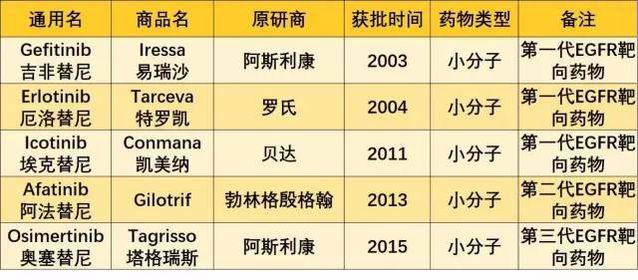 通用名 商品名 原研商 获批时间 药物类型 备注
Gefitinib Iressa 第一代EGFR靶
吉非替尼 易瑞沙 阿斯利康 2003 小分子 向药物
Erlotinib Tarceva 第一代EGFR靶
厄洛替尼 特罗凯 罗氏 2004 小分子 向药物
Icotinib Conmana 第一代EGFR靶
埃克替尼 凯美纳 贝达 2011 小分子 向药物
Afatinib 第二代EGFR靶
阿法替尼 Gilotrif 勃林格殷格翰 2013 小分子 向药物
Osimertinib Tagrisso 第三代EGFR靶
奥塞替尼 塔格瑞斯 阿斯利康 2015 小分子 向药物